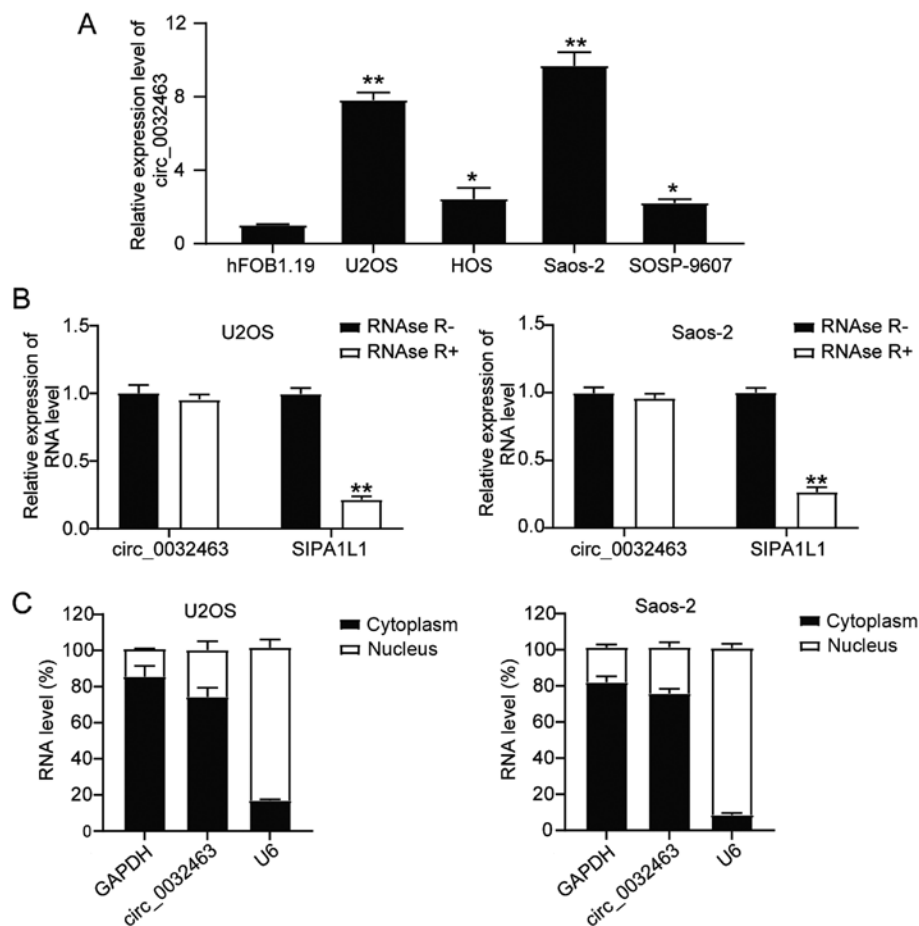 A
Relative expression level of
circ_0032463
12
8
4
0
**
*
**
*
hFOB1.19
U2OS
HOS
Saos-2
SOSP-9607
B
U2OS
RNAse R-
RNAse R+
Relative expression of
RNA level
1.5
1.0
0.5
0.0
**
circ_0032463
SIPA1L1
Saos-2
RNAse R-
RNAse R+
Relative expression of
RNA level
1.5
1.0
0.5
0.0
**
circ_0032463
SIPA1L1
C
U2OS
Cytoplasm
Nucleus
RNA level (%)
120
100
80
60
40
20
0
GAPDH
circ_0032463
U6
Saos-2
Cytoplasm
Nucleus
RNA level (%)
120
100
80
60
40
20
0
GAPDH
circ_0032463
U6